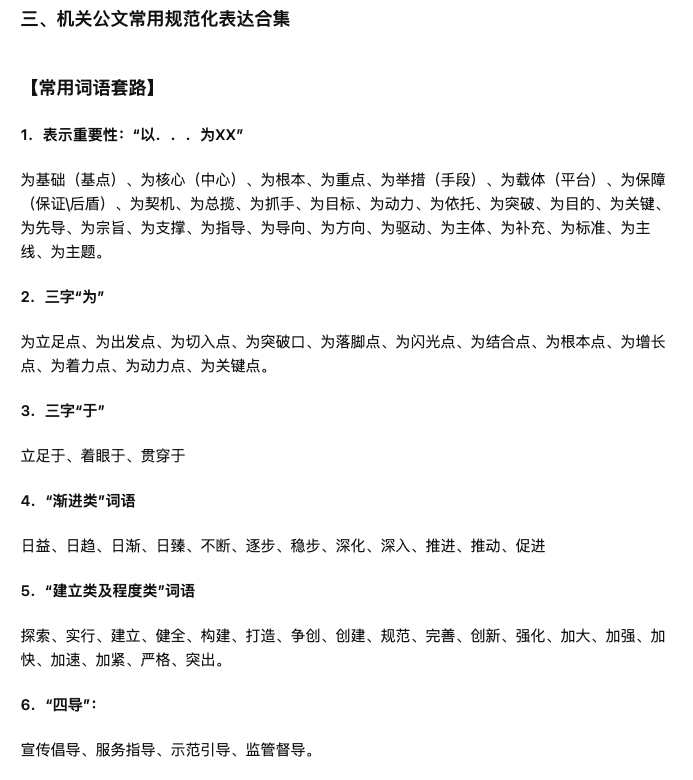 三、机关公文常用规范化表达合集
【常用词语套路】
1. 表示重要性：“以．．．为XX”
为基础（基点）、为核心（中心）、为根本、为重点、为举措（手段）、为载体（平台）、为保障
（保证\后盾）、为契机、为总揽、为抓手、为目标、为动力、为依托、为突破、为目的、为关键、
为先导、为宗旨、为支撑、为指导、为导向、为方向、为驱动、为主体、为补充、为标准、为主
线、为主题。
2. 三字“为”
为立足点、为出发点、为切入点、为突破口、为落脚点、为闪光点、为结合点、为根本点、为增长
点、为着力点、为动力点、为关键点。
3. 三字“于”
立足于、着眼于、贯穿于
4. “渐进类”词语
日益、日趋、日渐、日臻、不断、逐步、稳步、深化、深入、推进、推动、促进
5. “建立类及程度类”词语
探索、实行、建立、健全、构建、打造、争创、创建、规范、完善、创新、强化、加大、加强、加
快、加速、加紧、严格、突出。
6. “四导”：
宣传倡导、服务指导、示范引导、监管督导。